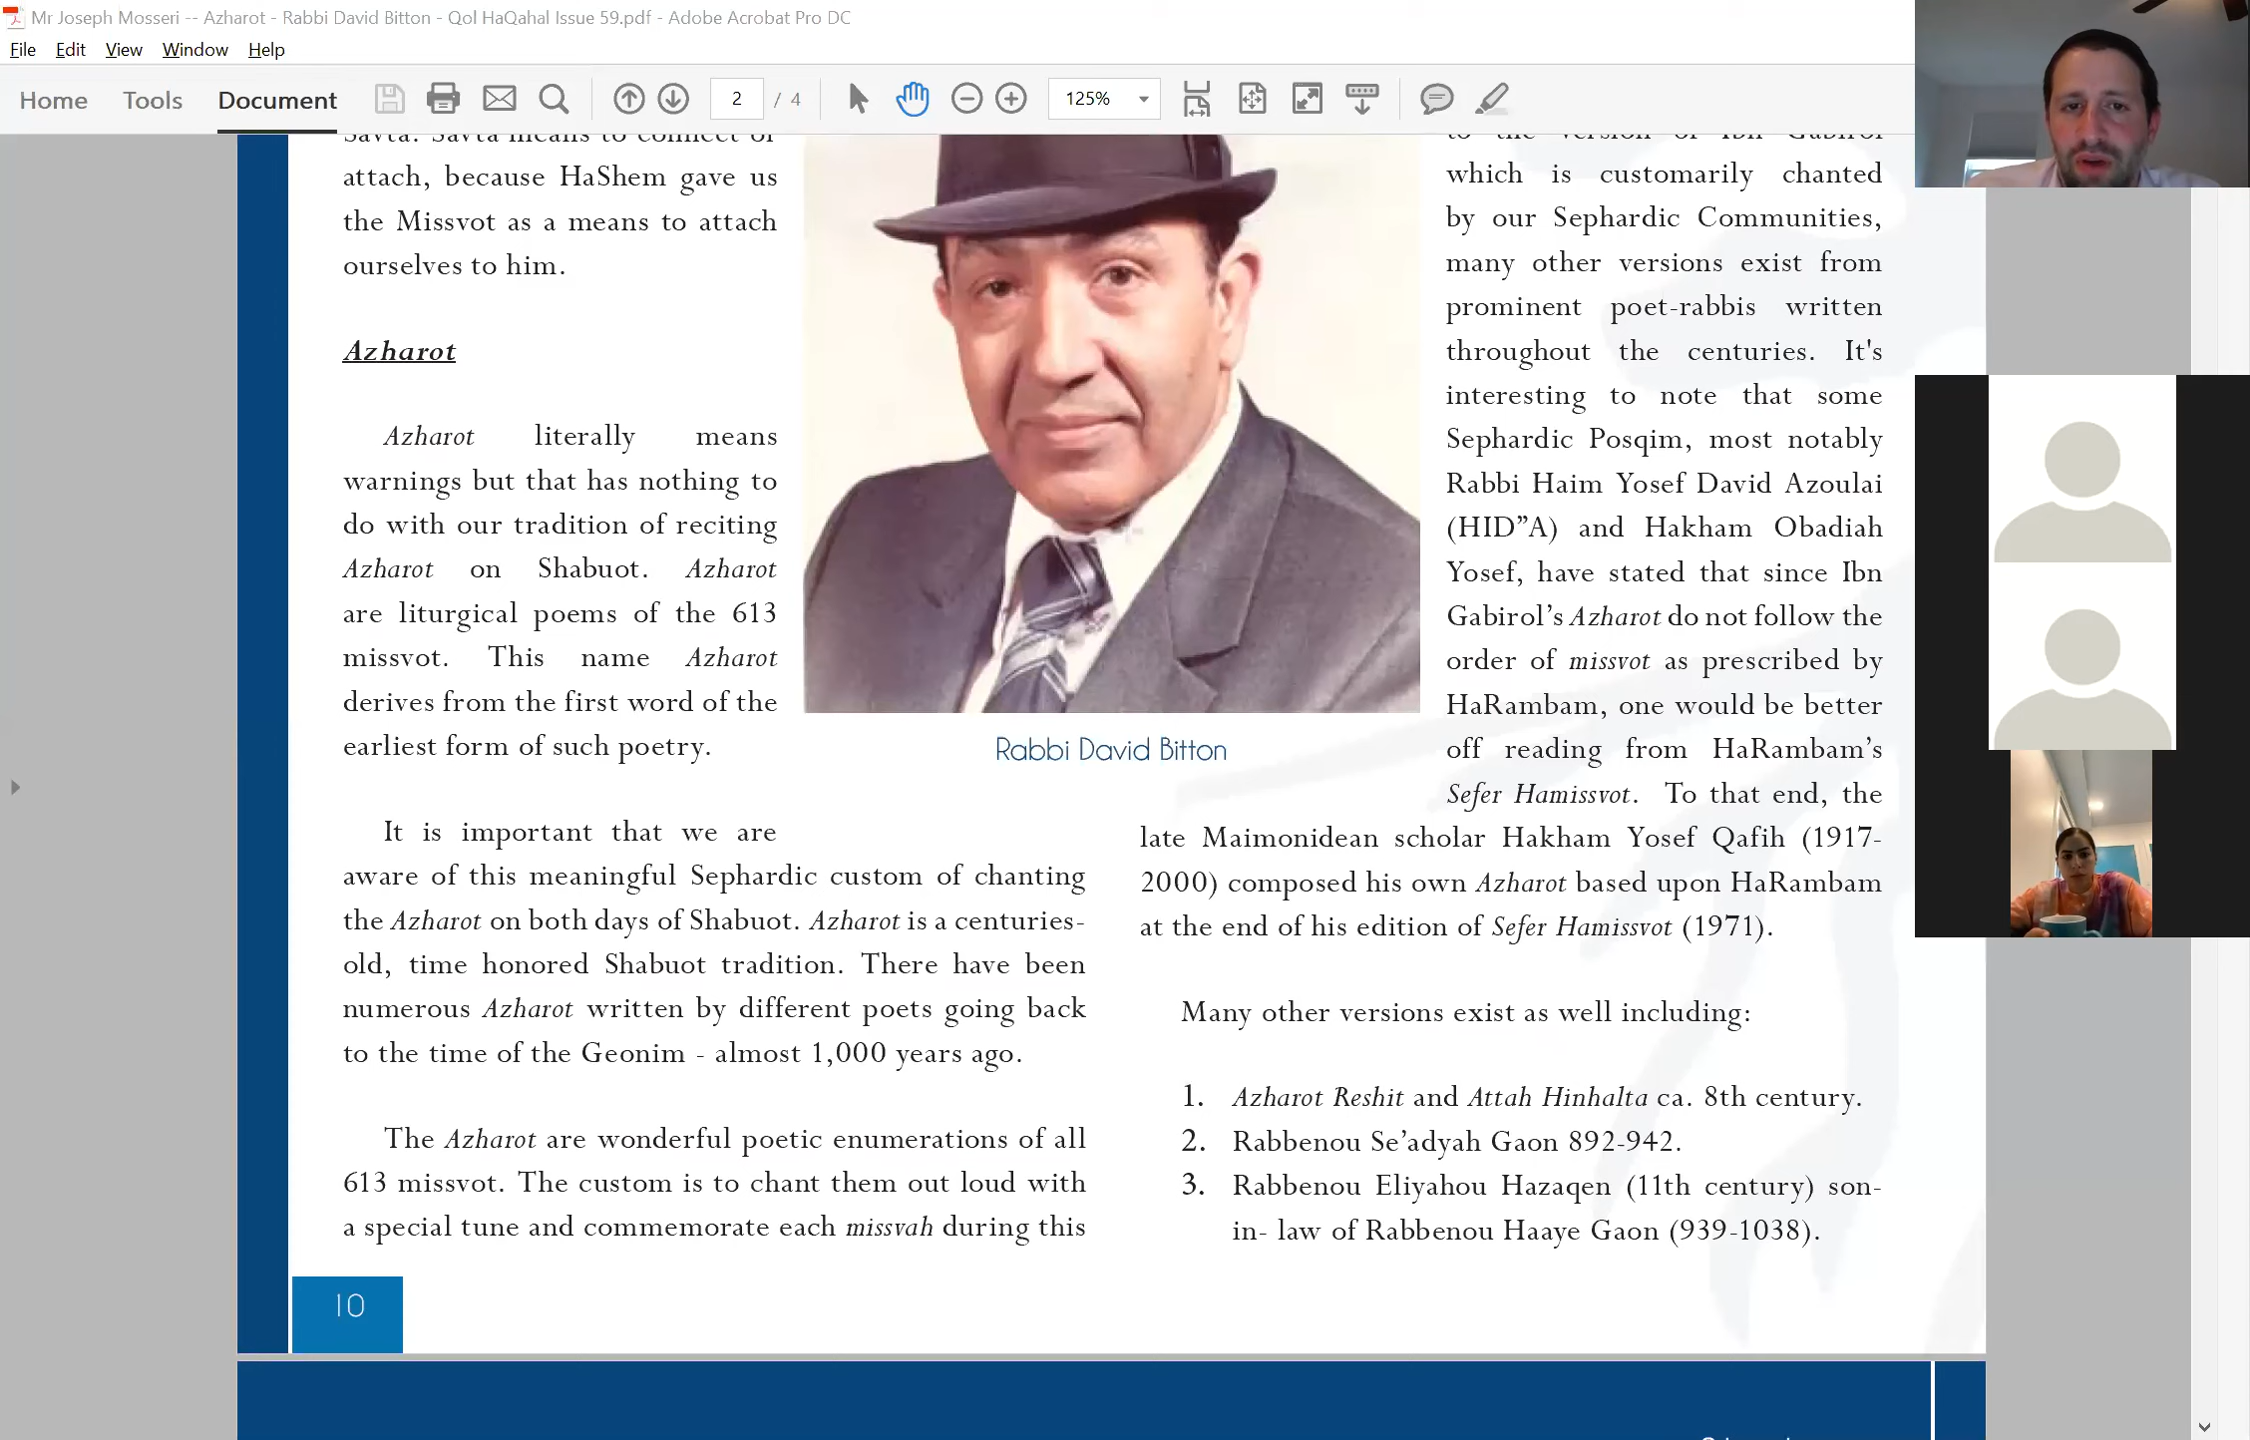 Mr Joseph Mosseri -- Azharot - Rabbi David Bitton - Qol HaQahal Issue 59.pdf - Adobe Acrobat Pro DC
File Edit View Window Help
Home Tools Document 2 / 4 125%
Savta. Savta means to connect or
attach, because HaShem gave us
the Missvot as a means to attach
ourselves to him.
Azharot
Azharot literally means
warnings but that has nothing to
do with our tradition of reciting
Azharot on Shabuot. Azharot
are liturgical poems of the 613
missvot. This name Azharot
derives from the first word of the
earliest form of such poetry.
It is important that we are
aware of this meaningful Sephardic custom of chanting
the Azharot on both days of Shabuot. Azharot is a centuries-
old, time honored Shabuot tradition. There have been
numerous Azharot written by different poets going back
to the time of the Geonim - almost 1,000 years ago.
The Azharot are wonderful poetic enumerations of all
613 missvot. The custom is to chant them out loud with
a special tune and commemorate each missvah during this
10
Rabbi David Bitton
to the version of Ibn Gabirol
which is customarily chanted
by our Sephardic Communities,
many other versions exist from
prominent poet-rabbis written
throughout the centuries. It's
interesting to note that some
Sephardic Posqim, most notably
Rabbi Haim Yosef David Azoulai
(HID”A) and Hakham Obadiah
Yosef, have stated that since Ibn
Gabirol’s Azharot do not follow the
order of missvot as prescribed by
HaRambam, one would be better
off reading from HaRambam’s
Sefer Hamissvot. To that end, the
late Maimonidean scholar Hakham Yosef Qafih (1917-
2000) composed his own Azharot based upon HaRambam
at the end of his edition of Sefer Hamissvot (1971).
Many other versions exist as well including:
1. Azharot Reshit and Attah Hinhalta ca. 8th century.
2. Rabbenou Se’adyah Gaon 892-942.
3. Rabbenou Eliyahou Hazaqen (11th century) son-
in- law of Rabbenou Haaye Gaon (939-1038).